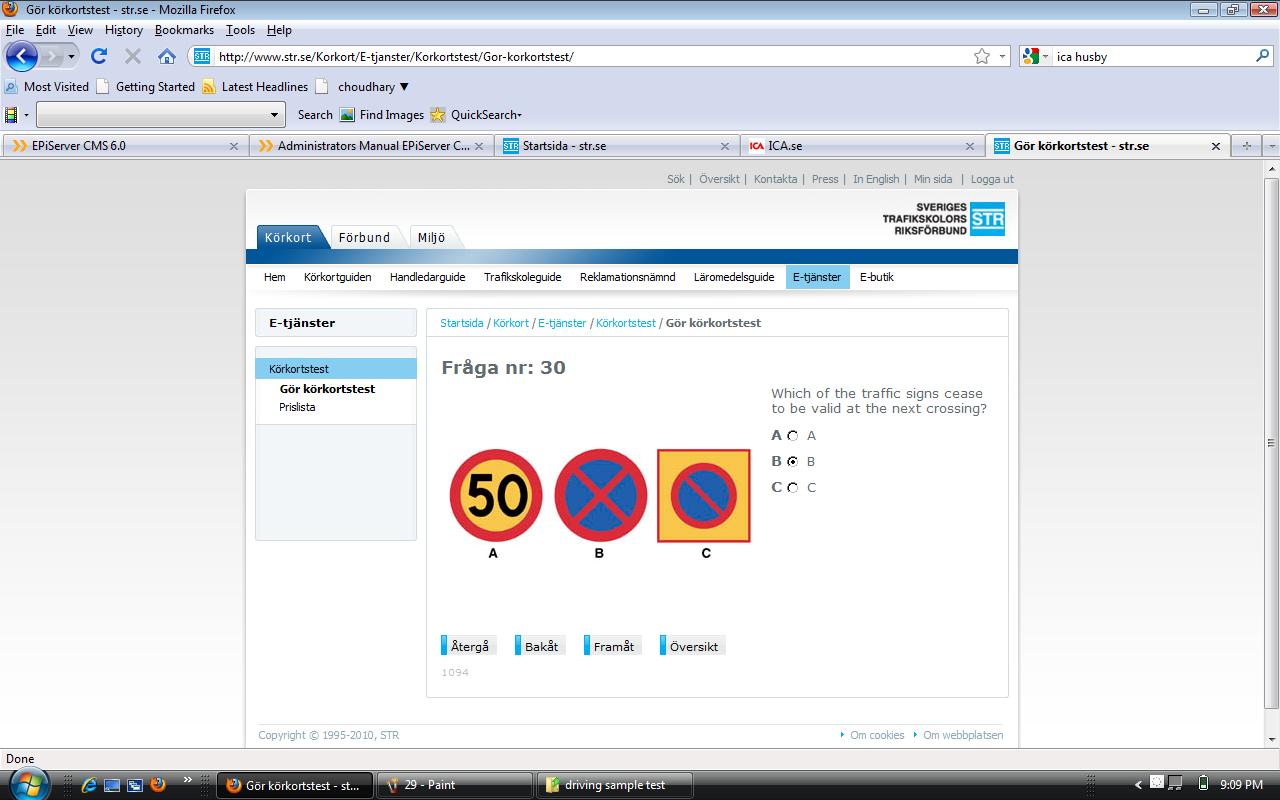 Gör körkortstest - str.se - Mozilla Firefox
File Edit View History Bookmarks Tools Help
http://www.str.se/Korkort/E-tjanster/Korkortstest/Gor-korkortstest/
ica husby
Most Visited Getting Started Latest Headlines choudhary
Search Find Images QuickSearch
EPiServer CMS 6.0
Administrators Manual EPiServer C...
STR Startsida - str.se
ICA ICA.se
STR Gör körkortstest - str.se
Sök | Översikt | Kontakta | Press | In English | Min sida | Logga ut
SVERIGES
TRAFIKSKOLORS
RIKSFÖRBUND
STR
Körkort Förbund Miljö
Hem Körkortguiden Handledarguide Trafikskoleguide Reklamationsnämnd Läromedelsguide E-tjänster E-butik
E-tjänster
Körkortstest
Gör körkortstest
Prislista
Startsida / Körkort / E-tjänster / Körkortstest / Gör körkortstest
Fråga nr: 30
50
A
B
C
Which of the traffic signs cease
to be valid at the next crossing?
A A
B B
C C
Återgå Bakåt Framåt Översikt
1094
Copyright © 1995-2010, STR
Om cookies Om webbplatsen
Done
Gör körkortstest - st...
29 - Paint
driving sample test
9:09 PM